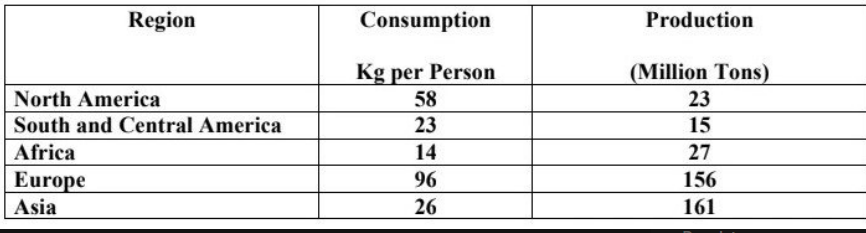 Region Consumption Production
Kg per Person (Million Tons)
North America 58 23
South and Central America 23 15
Africa 14 27
Europe 96 156
Asia 26 161